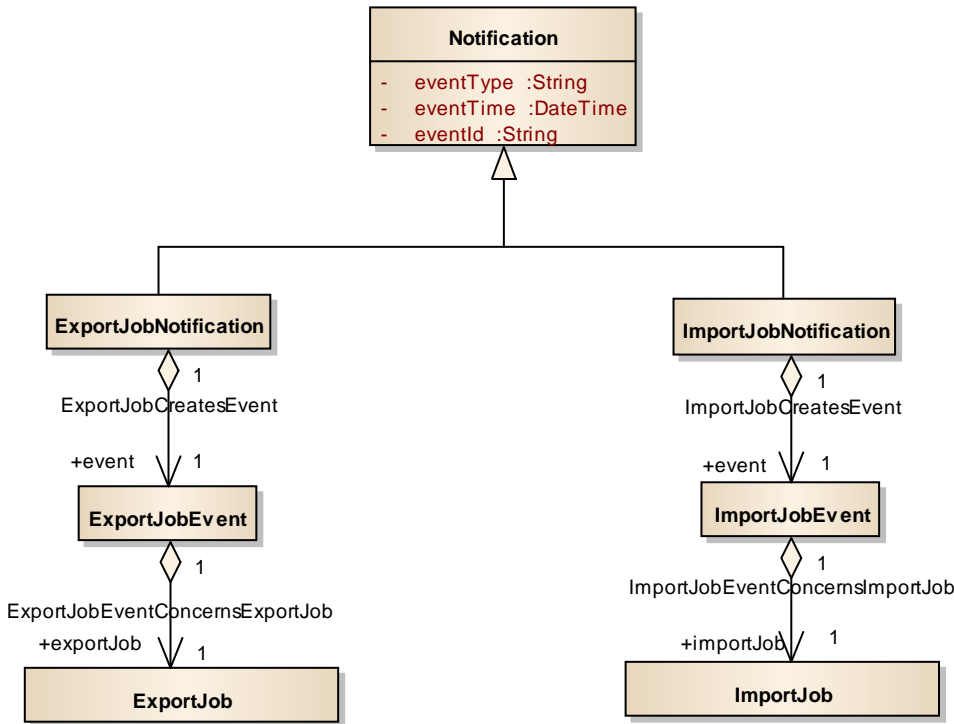 Notification
- eventType :String
- eventTime :DateTime
- eventId :String
ExportJobNotification
ImportJobNotification
1
ExportJobCreatesEvent
1
ImportJobCreatesEvent
+event 1
+event 1
ExportJobEvent
ImportJobEvent
1
ExportJobEventConcernsExportJob
1
ImportJobEventConcernsImportJob
+exportJob 1
+importJob 1
ExportJob
ImportJob